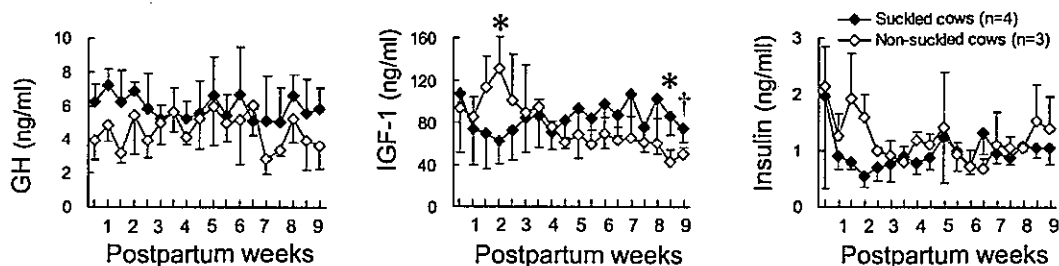 GH (ng/ml)
10
8
6
4
2
0
1 2 3 4 5 6 7 8 9
Postpartum weeks
IGF-1 (ng/ml)
160
120
80
40
0
*
*
†
1 2 3 4 5 6 7 8 9
Postpartum weeks
Suckled cows (n=4)
Non-suckled cows (n=3)
Insulin (ng/ml)
3
2
1
0
1 2 3 4 5 6 7 8 9
Postpartum weeks